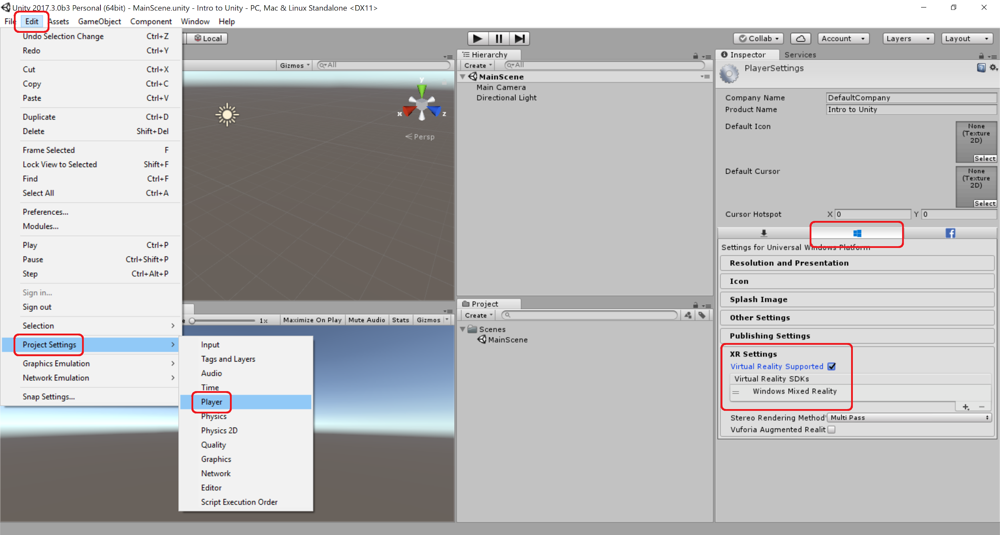 Unity 2017.3.0b3 Personal (64bit) - MainScene.unity - Intro to Unity - PC, Mac & Linux Standalone <DX11>
File Edit Assets GameObject Component Window Help
Undo Selection Change Ctrl+Z
Redo Ctrl+Y
Cut Ctrl+X
Copy Ctrl+C
Paste Ctrl+V
Duplicate Ctrl+D
Delete Shift+Del
Frame Selected F
Lock View to Selected Shift+F
Find Ctrl+F
Select All Ctrl+A
Preferences...
Modules...
Play Ctrl+P
Pause Ctrl+Shift+P
Step Ctrl+Alt+P
Sign in...
Sign out
Selection
Project Settings
Graphics Emulation
Network Emulation
Snap Settings...
Input
Tags and Layers
Audio
Time
Player
Physics
Physics 2D
Quality
Graphics
Network
Editor
Script Execution Order
Local
Collab Account Layers Layout
Gizmos All
y
x z
Persp
e 1x Maximize On Play Mute Audio Stats Gizmos
Hierarchy
Create All
MainScene
Main Camera
Directional Light
Project
Create
Scenes
MainScene
Inspector Services
PlayerSettings
Company Name DefaultCompany
Product Name Intro to Unity
Default Icon
None
(Texture
2D)
Select
Default Cursor
None
(Texture
2D)
Select
Cursor Hotspot X 0 Y 0
Settings for Universal Windows Platform
Resolution and Presentation
Icon
Splash Image
Other Settings
Publishing Settings
XR Settings
Virtual Reality Supported
Virtual Reality SDKs
Windows Mixed Reality
Stereo Rendering Method* Multi Pass
Vuforia Augmented Realit